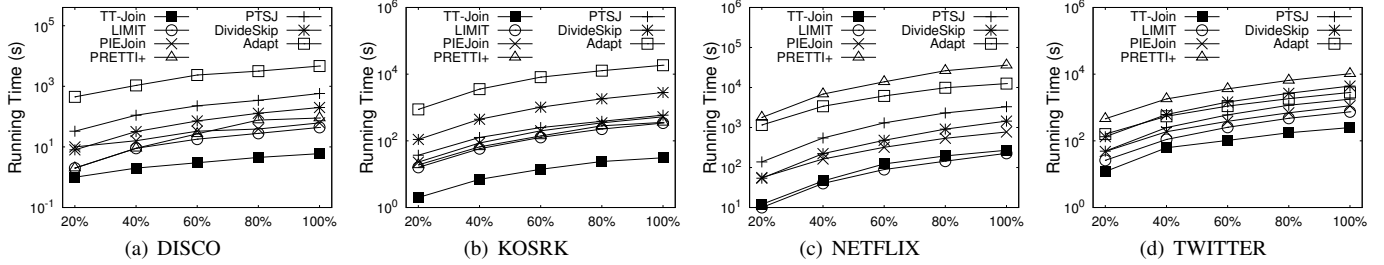 Running Time (s)
10^5
10^3
10^1
10^-1
TT-Join
LIMIT
PIEJoin
PRETTI+
PTSJ
DivideSkip
Adapt
20% 40% 60% 80% 100%
(a) DISCO
Running Time (s)
10^6
10^4
10^2
10^0
TT-Join
LIMIT
PIEJoin
PRETTI+
PTSJ
DivideSkip
Adapt
20% 40% 60% 80% 100%
(b) KOSRK
Running Time (s)
10^7
10^6
10^5
10^4
10^3
10^2
10^1
TT-Join
LIMIT
PIEJoin
PRETTI+
PTSJ
DivideSkip
Adapt
20% 40% 60% 80% 100%
(c) NETFLIX
Running Time (s)
10^6
10^4
10^2
10^0
TT-Join
LIMIT
PIEJoin
PRETTI+
PTSJ
DivideSkip
Adapt
20% 40% 60% 80% 100%
(d) TWITTER